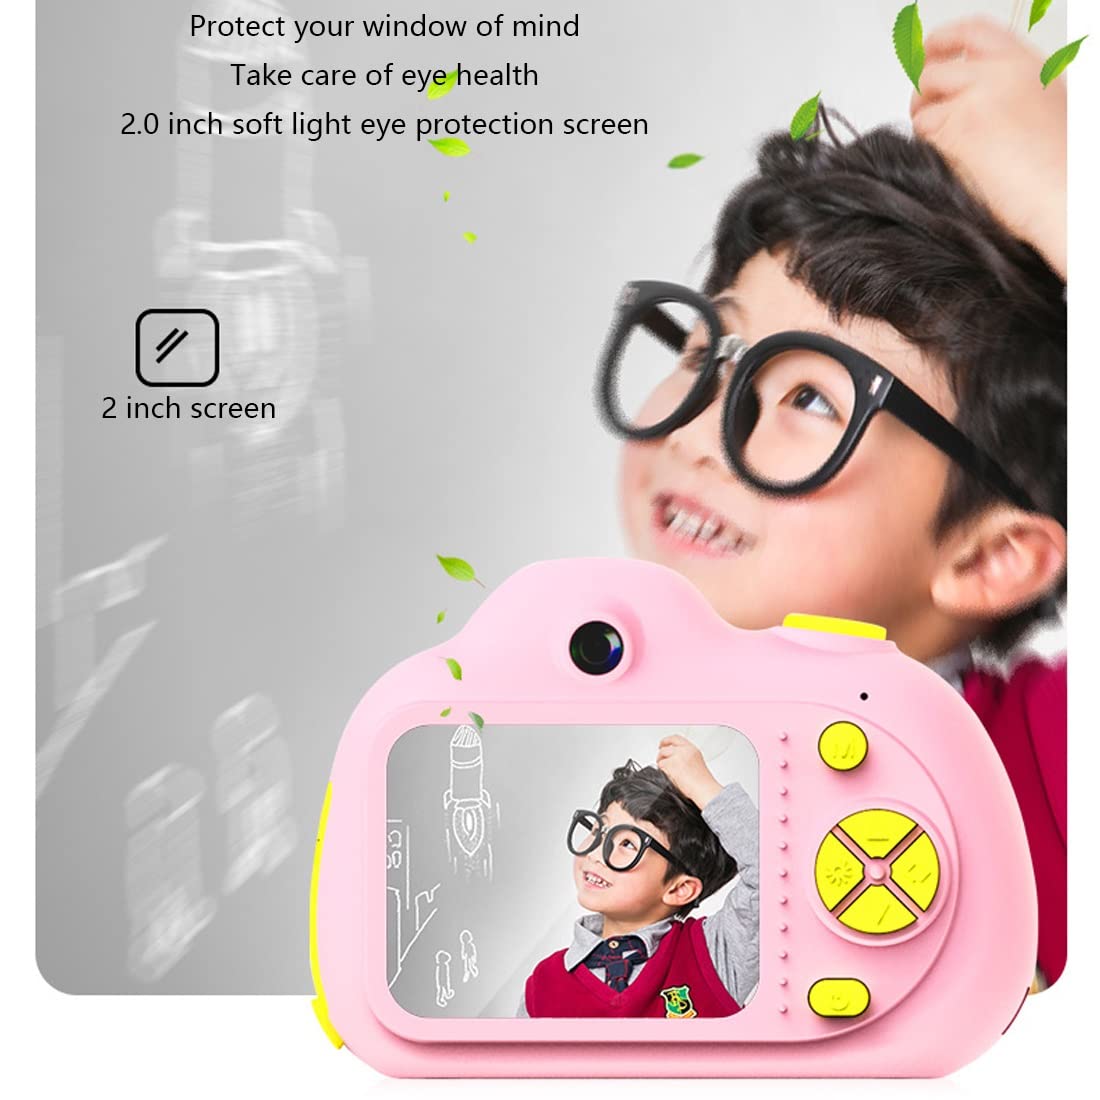 Protect your window of mind
Take care of eye health
2.0 inch soft light eye protection screen
2 inch screen
M